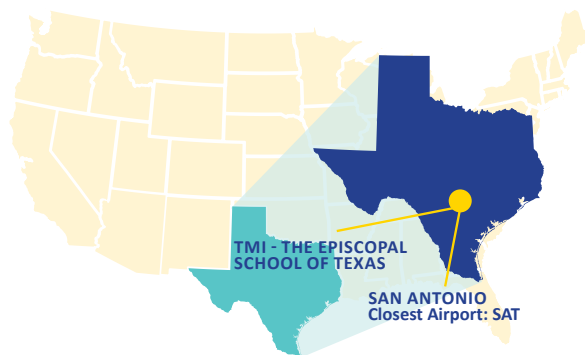 TMI - THE EPISCOPAL
SCHOOL OF TEXAS
SAN ANTONIO
Closest Airport: SAT